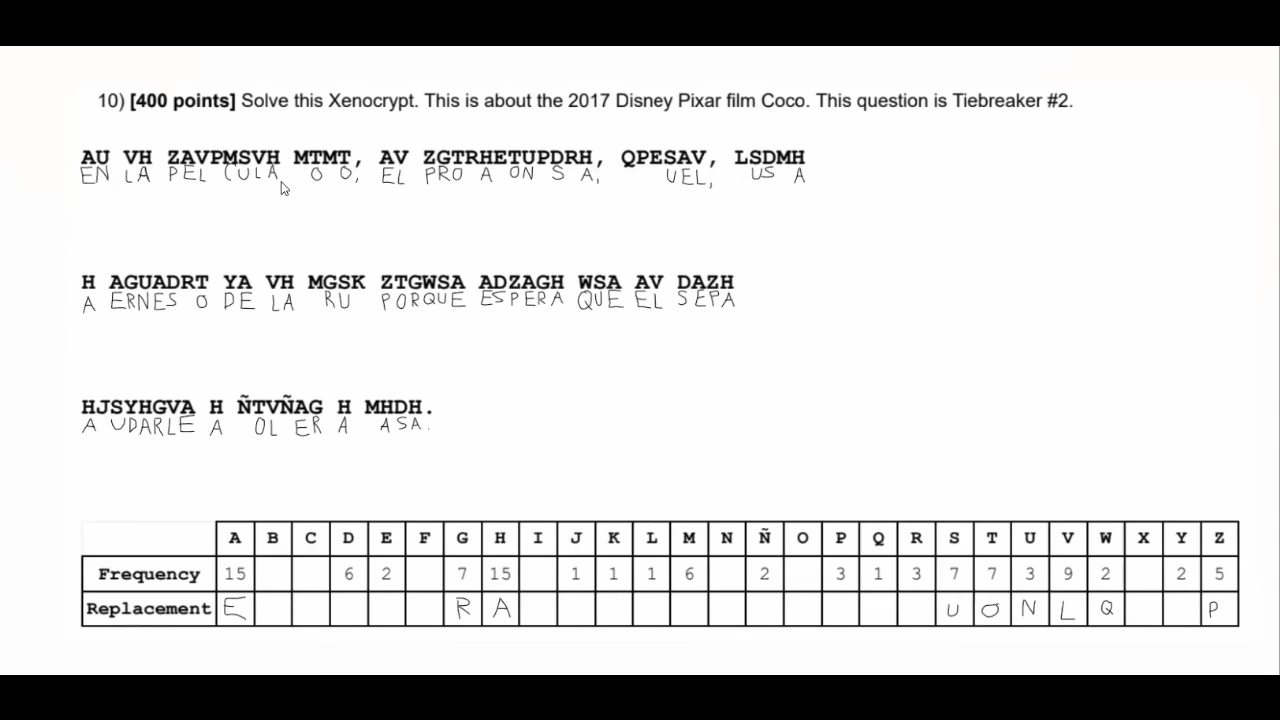 10) [400 points] Solve this Xenocrypt. This is about the 2017 Disney Pixar film Coco. This question is Tiebreaker #2.
AU VH ZAVPMSVH MTMT, AV ZGTRHETUPDRH, QPESAV, LSDMH
EN LA PEL CULA, O O, EL PRO A ON S A, UEL, US A
H AGUADRT YA VH MGSK ZTGWSA ADZAGH WSA AV DAZH
A ERNES O DE LA RU PORQUE ESPERA QUE EL SEPA
HJSYHGVA H ÑTVÑAG H MHDH.
A UDARLE A OL ER A ASA.
A B C D E F G H I J K L M N Ñ O P Q R S T U V W X Y Z
Frequency 15 6 2 7 15 1 1 1 6 2 3 1 3 7 7 3 9 2 2 5
Replacement E R A U O N L Q P